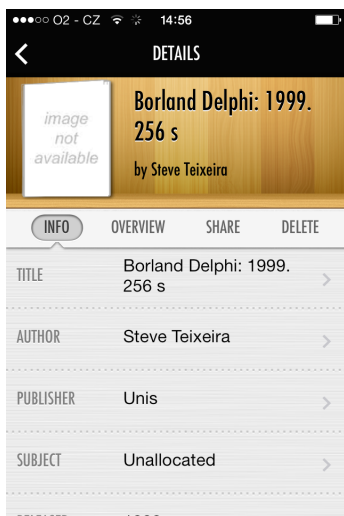 O2 - CZ 14:56
DETAILS
image
not
available
Borland Delphi: 1999.
256 s
by Steve Teixeira
INFO OVERVIEW SHARE DELETE
TITLE Borland Delphi: 1999.
256 s
AUTHOR Steve Teixeira
PUBLISHER Unis
SUBJECT Unallocated